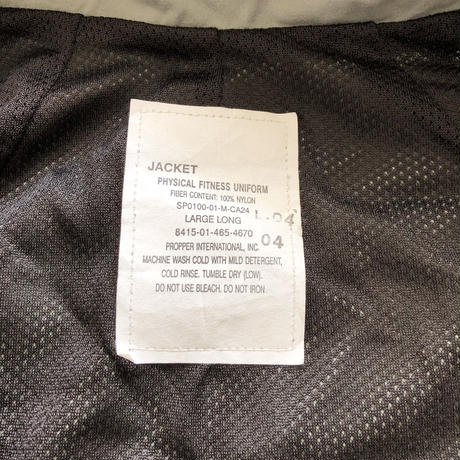 JACKET
PHYSICAL FITNESS UNIFORM
FIBER CONTENT: 100% NYLON
SP0100-01-M-CA24
LARGE LONG
8415-01-465-4670
PROPPER INTERNATIONAL, INC. 04
MACHINE WASH COLD WITH MILD DETERGENT,
COLD RINSE. TUMBLE DRY (LOW).
DO NOT USE BLEACH. DO NOT IRON